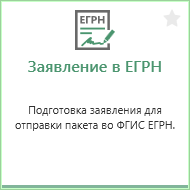 ЕГРН
Заявление в ЕГРН
Подготовка заявления для
отправки пакета во ФГИС ЕГРН.